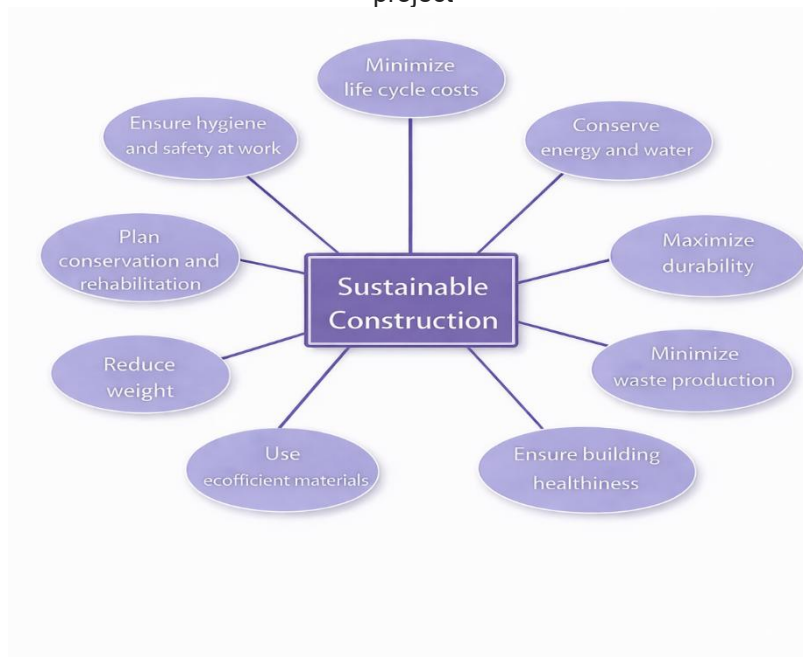 project
Minimize
life cycle costs
Ensure hygiene
and safety at work
Conserve
energy and water
Plan
conservation and
rehabilitation
Maximize
durability
Sustainable
Construction
Reduce
weight
Minimize
waste production
Use
ecofficient materials
Ensure building
healthiness